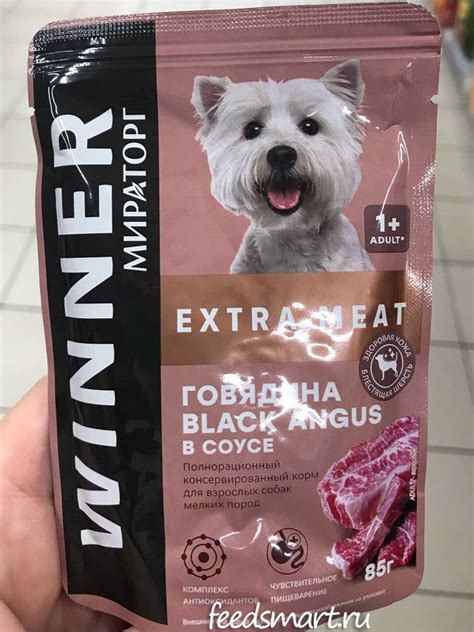 WINNER
МИРАТОРГ
1+
ADULT*
EXTRA MEAT
ЗДОРОВАЯ КОЖА
БЛЕСТЯЩАЯ ШЕРСТЬ
ГОВЯДИНА
BLACK ANGUS
В СОУСЕ
Полнорационный
консервированный корм
для взрослых собак
мелких пород
КОМПЛЕКС
АНТИОКСИДАНТОВ
ЧУВСТВИТЕЛЬНОЕ
ПИЩЕВАРЕНИЕ
85г
feedsmart.ru